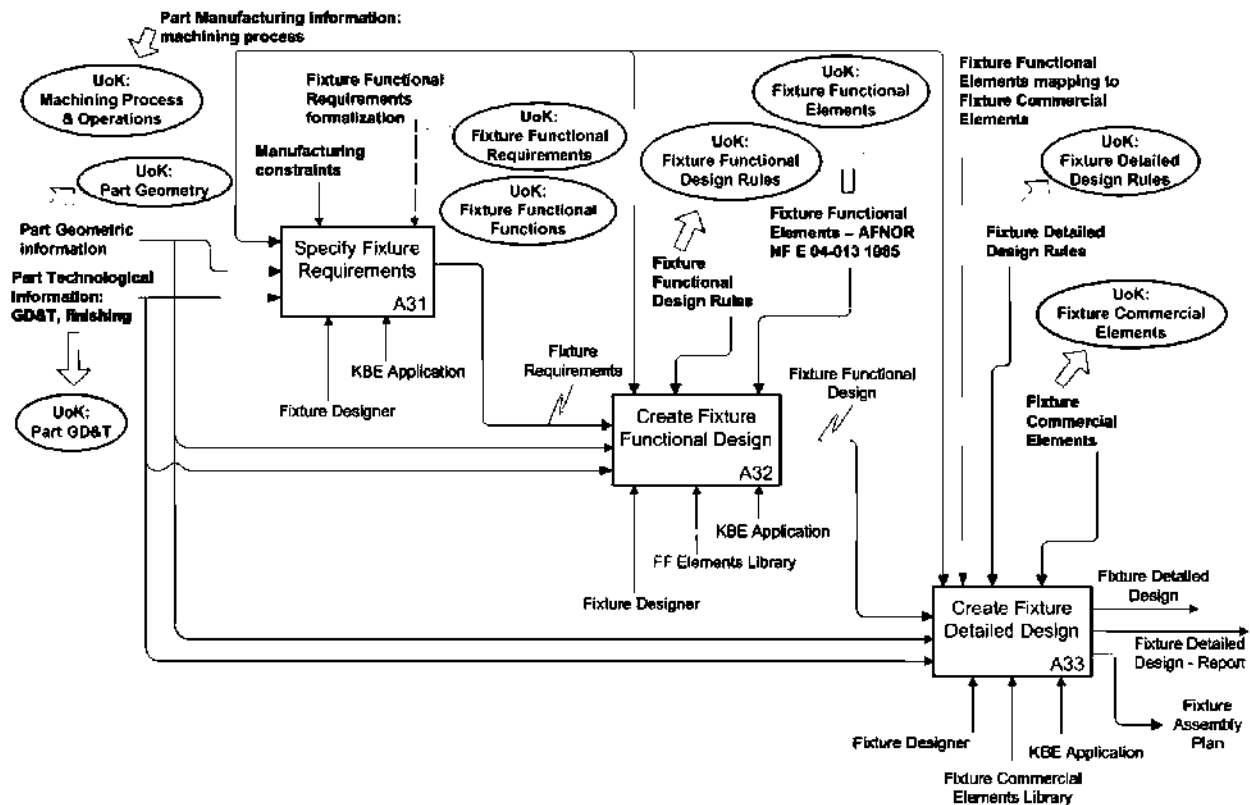 Part Manufacturing Information:
machining process
UoK:
Machining Process
& Operations
Fixture Functional
Requirements
formalization
Manufacturing
constraints
UoK:
Fixture Functional
Requirements
UoK:
Fixture Functional
Functions
UoK:
Fixture Functional
Elements
UoK:
Fixture Functional
Design Rules
Fixture Functional
Elements mapping to
Fixture Commercial
Elements
UoK:
Fixture Detailed
Design Rules
UoK:
Part Geometry
Part Geometric
information
Part Technological
Information:
GD&T, finishing
UoK:
Part GD&T
Specify Fixture
Requirements
A31
Fixture Designer
KBE Application
Fixture
Requirements
Fixture
Functional
Design Rules
Fixture Functional
Elements – AFNOR
NF E 04-013 1985
Fixture Detailed
Design Rules
UoK:
Fixture Commercial
Elements
Fixture
Commercial
Elements
Create Fixture
Functional Design
A32
Fixture Designer
FF Elements Library
KBE Application
Fixture Functional
Design
Create Fixture
Detailed Design
A33
Fixture Detailed
Design
Fixture Detailed
Design - Report
Fixture
Assembly
Plan
Fixture Designer
Fixture Commercial
Elements Library
KBE Application